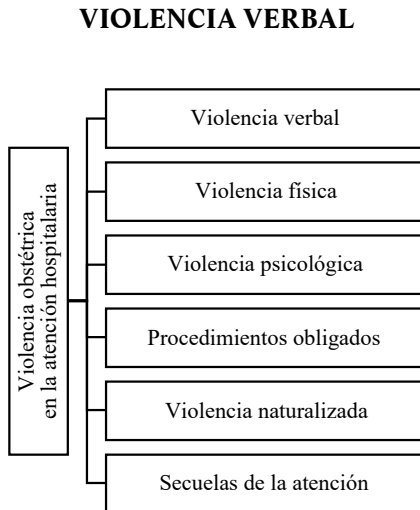 VIOLENCIA VERBAL
Violencia obstétrica
en la atención hospitalaria
Violencia verbal
Violencia física
Violencia psicológica
Procedimientos obligados
Violencia naturalizada
Secuelas de la atención